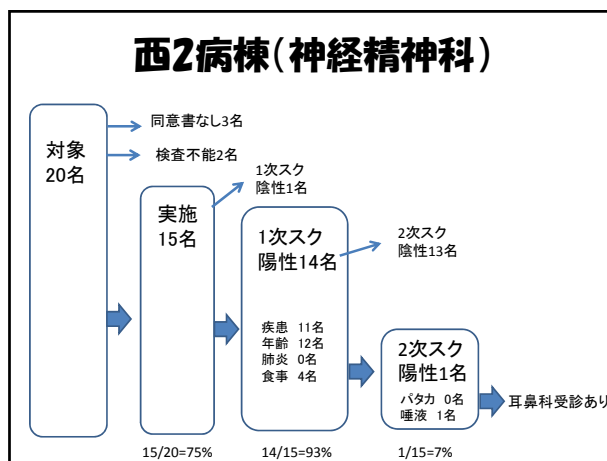 西2病棟(神経精神科)
対象
20名
同意書なし3名
検査不能2名
実施
15名
1次スク
陰性1名
1次スク
陽性14名
疾患 11名
年齢 12名
肺炎 0名
食事 4名
2次スク
陰性13名
2次スク
陽性1名
パタカ 0名
唾液 1名
耳鼻科受診あり
15/20=75%
14/15=93%
1/15=7%